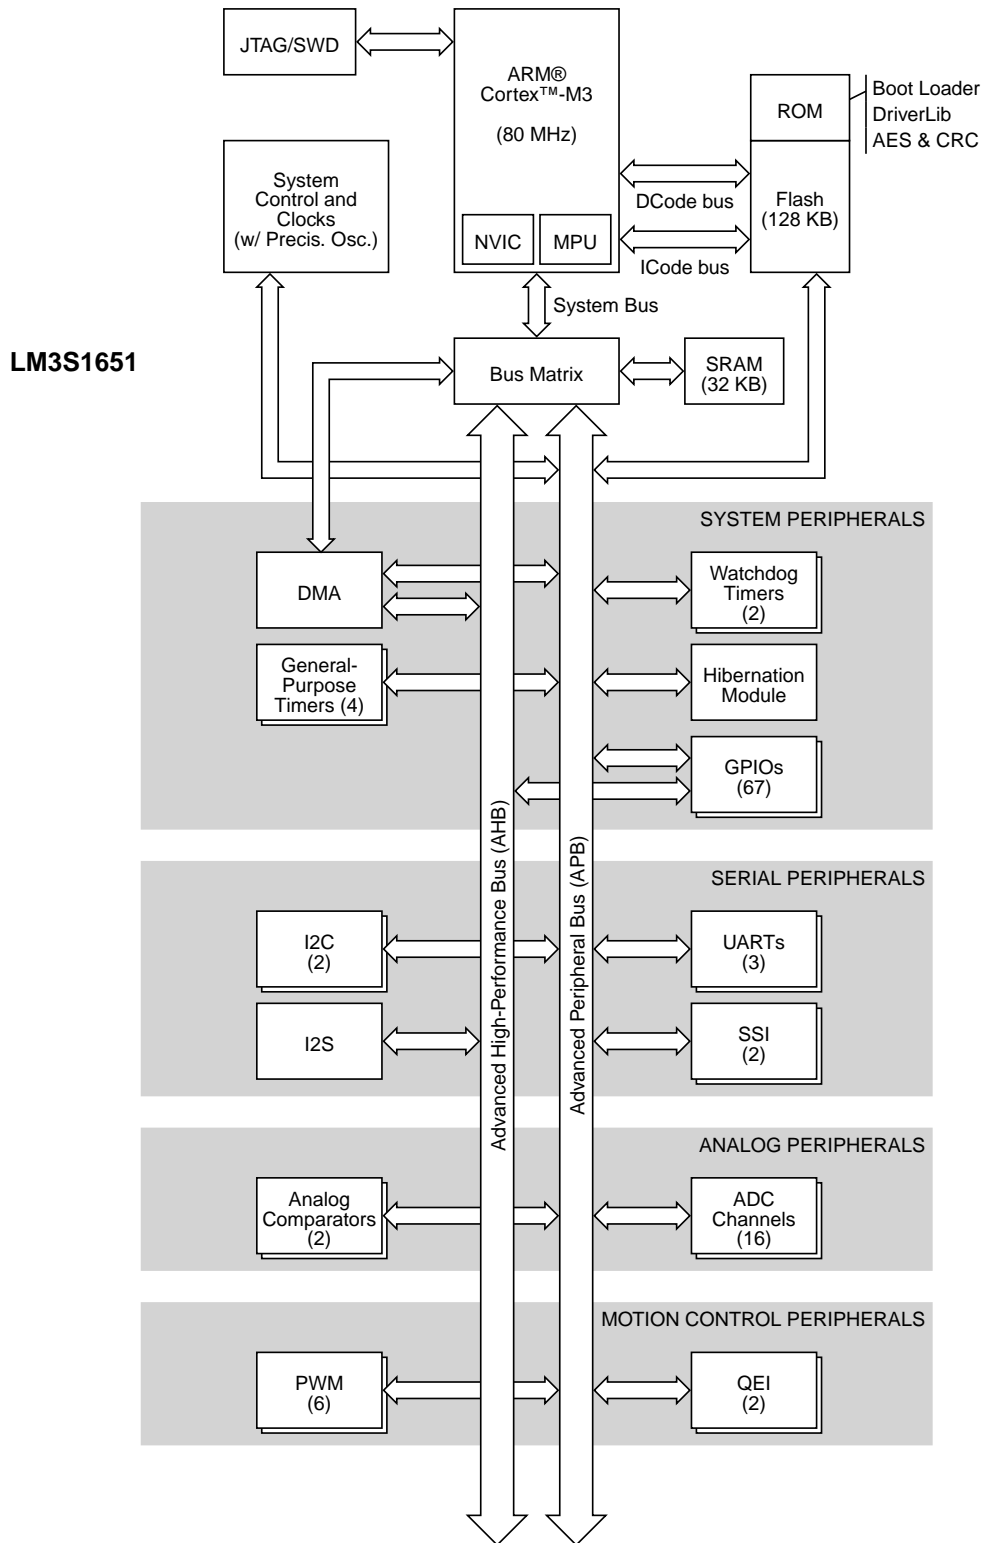 JTAG/SWD
ARM®
Cortex™-M3
(80 MHz)
NVIC
MPU
ROM
Boot Loader
DriverLib
AES & CRC
Flash
(128 KB)
DCode bus
ICode bus
System
Control and
Clocks
(w/ Precis. Osc.)
System Bus
LM3S1651
Bus Matrix
SRAM
(32 KB)
SYSTEM PERIPHERALS
DMA
Watchdog
Timers
(2)
General-
Purpose
Timers (4)
Hibernation
Module
GPIOs
(67)
Advanced High-Performance Bus (AHB)
Advanced Peripheral Bus (APB)
SERIAL PERIPHERALS
I2C
(2)
UARTs
(3)
I2S
SSI
(2)
ANALOG PERIPHERALS
Analog
Comparators
(2)
ADC
Channels
(16)
MOTION CONTROL PERIPHERALS
PWM
(6)
QEI
(2)